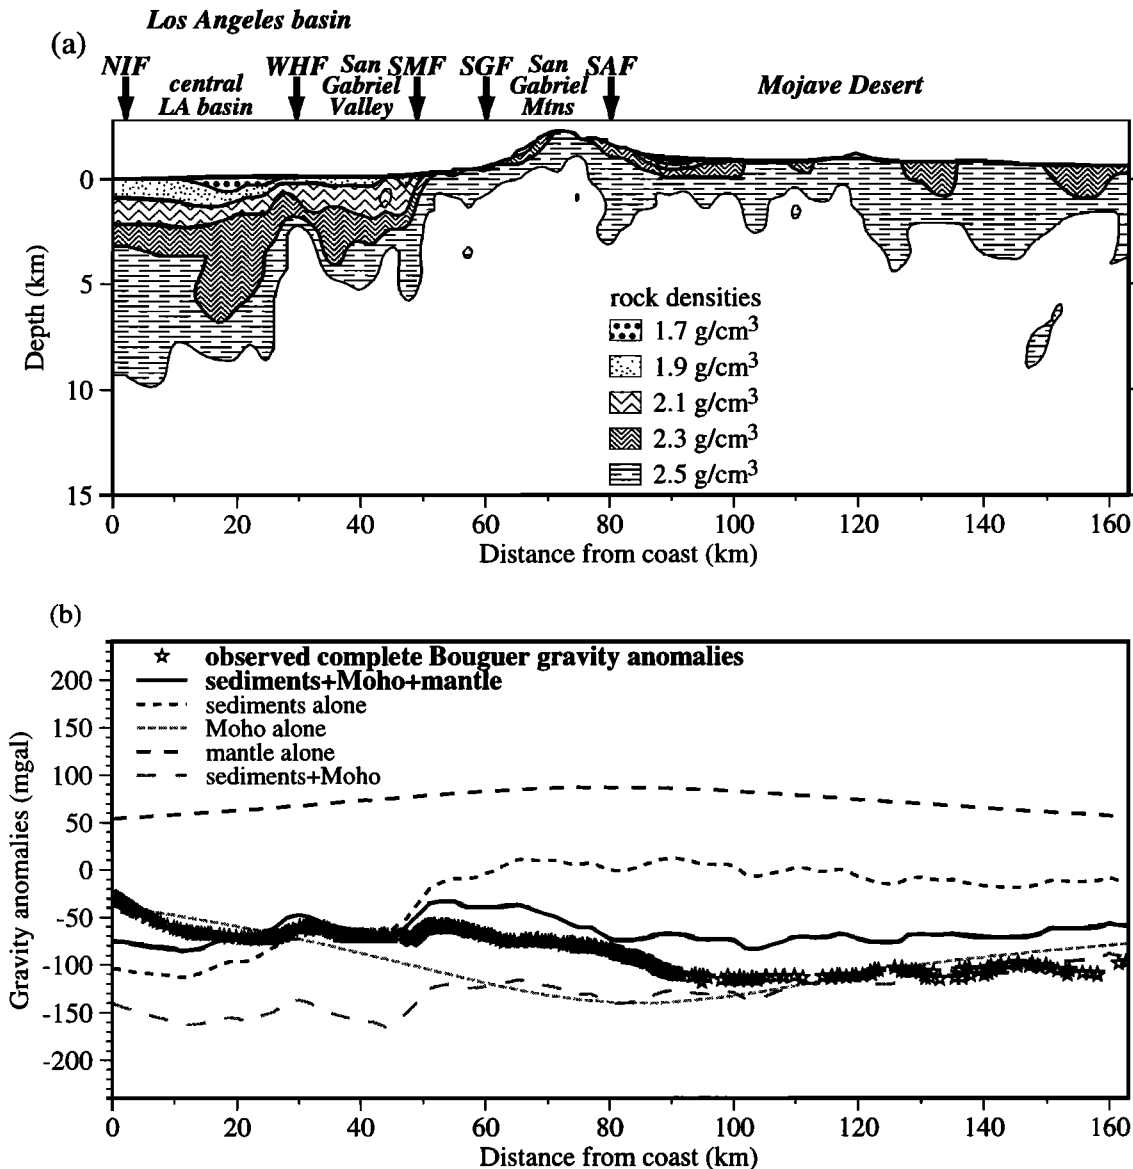 Los Angeles basin
(a)
NIF WHF San SMF SGF San SAF
central Gabriel Gabriel Mojave Desert
LA basin Valley Mtns
0
5
10
15
Depth (km)
rock densities
1.7 g/cm3
1.9 g/cm3
2.1 g/cm3
2.3 g/cm3
2.5 g/cm3
0 20 40 60 80 100 120 140 160
Distance from coast (km)
(b)
observed complete Bouguer gravity anomalies
sediments+Moho+mantle
sediments alone
Moho alone
mantle alone
sediments+Moho
200
150
100
50
0
-50
-100
-150
-200
Gravity anomalies (mgal)
0 20 40 60 80 100 120 140 160
Distance from coast (km)